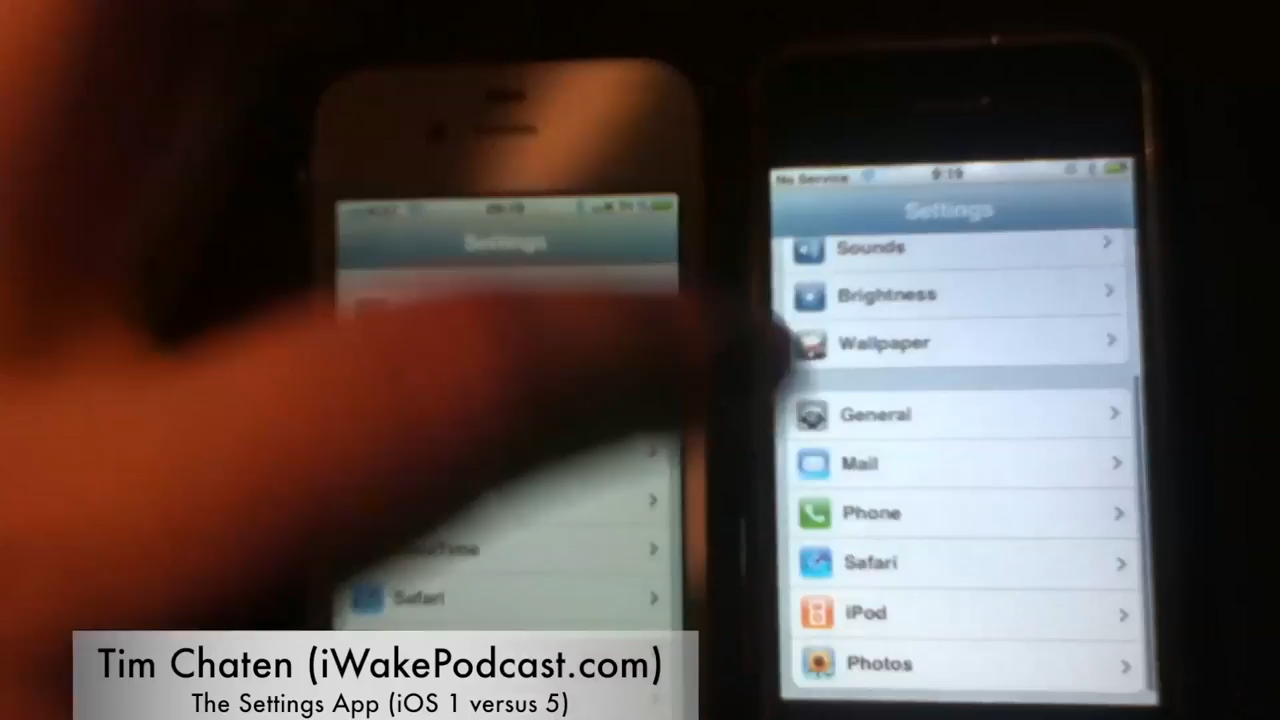 No Service 9:19
Settings
Settings
Sounds
Brightness
Wallpaper
General
Mail
Phone
Safari
iPod
Photos
Safari
Tim Chaten (iWakePodcast.com)
The Settings App (iOS 1 versus 5)